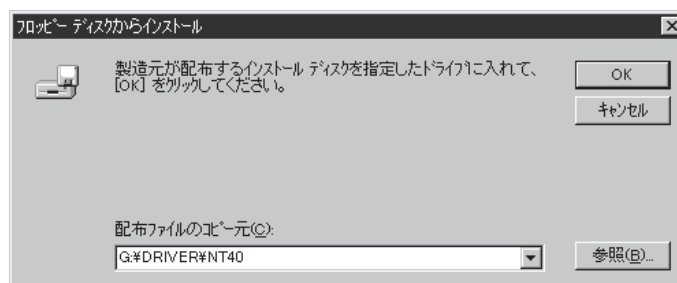 フロッピー ディスクからインストール
製造元が配布するインストール ディスクを指定したドライブに入れて、
[OK] をクリックしてください。
OK
キャンセル
配布ファイルのコピー元(C):
G:¥DRIVER¥NT40
参照(B)...